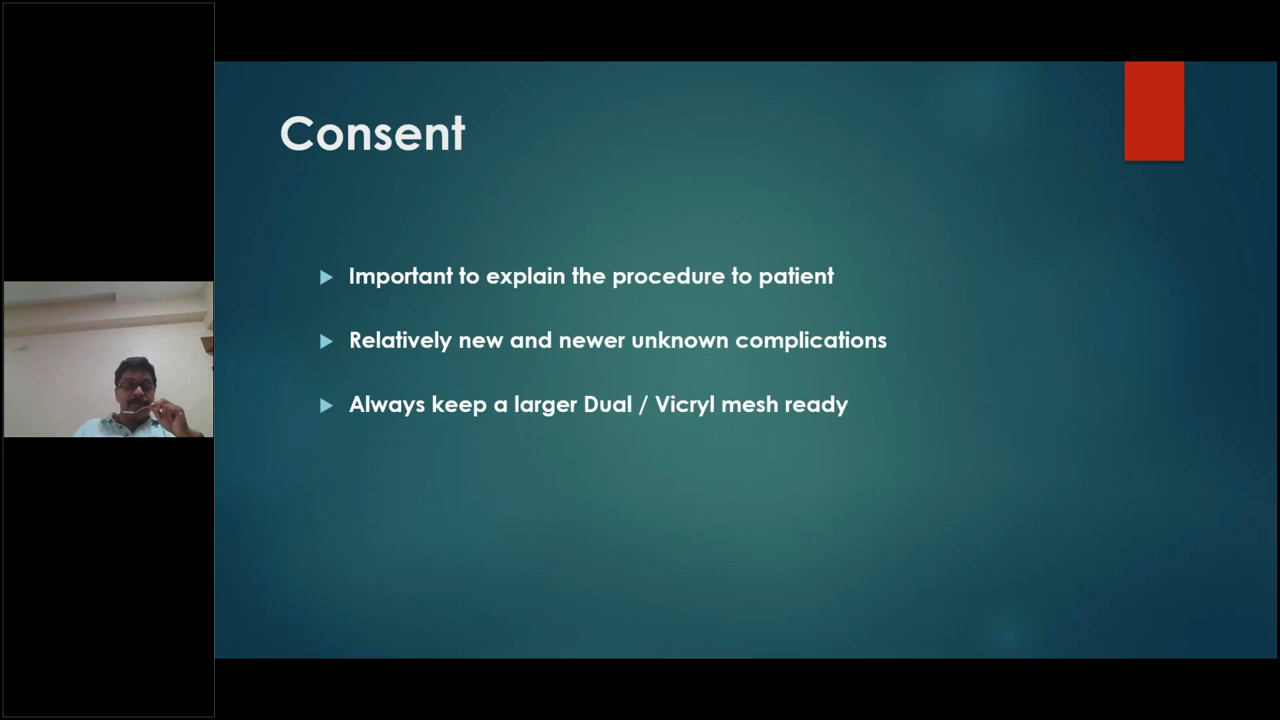 Consent
Important to explain the procedure to patient
Relatively new and newer unknown complications
Always keep a larger Dual / Vicryl mesh ready